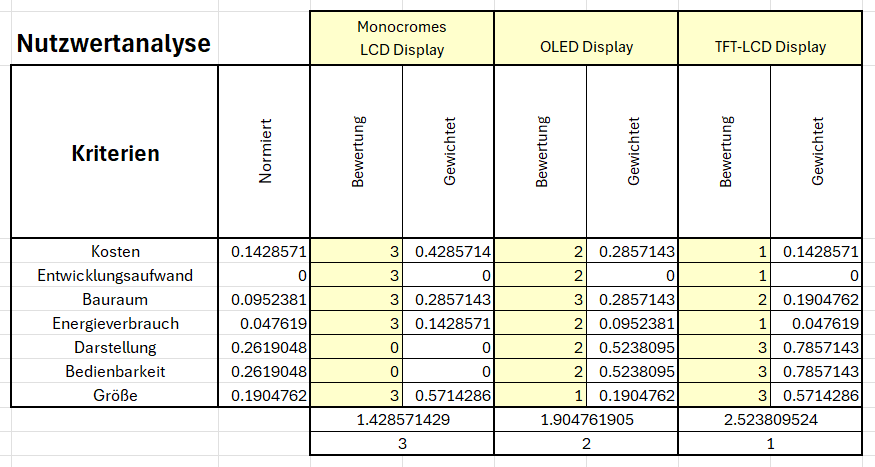 Nutzwertanalyse Monocromes LCD Display OLED Display TFT-LCD Display
Kriterien Normiert Bewertung Gewichtet Bewertung Gewichtet Bewertung Gewichtet
Kosten 0.1428571 3 0.4285714 2 0.2857143 1 0.1428571
Entwicklungsaufwand 0 3 0 2 0 1 0
Bauraum 0.0952381 3 0.2857143 3 0.2857143 2 0.1904762
Energieverbrauch 0.047619 3 0.1428571 2 0.0952381 1 0.047619
Darstellung 0.2619048 0 0 2 0.5238095 3 0.7857143
Bedienbarkeit 0.2619048 0 0 2 0.5238095 3 0.7857143
Größe 0.1904762 3 0.5714286 1 0.1904762 3 0.5714286
1.428571429 1.904761905 2.523809524
3 2 1